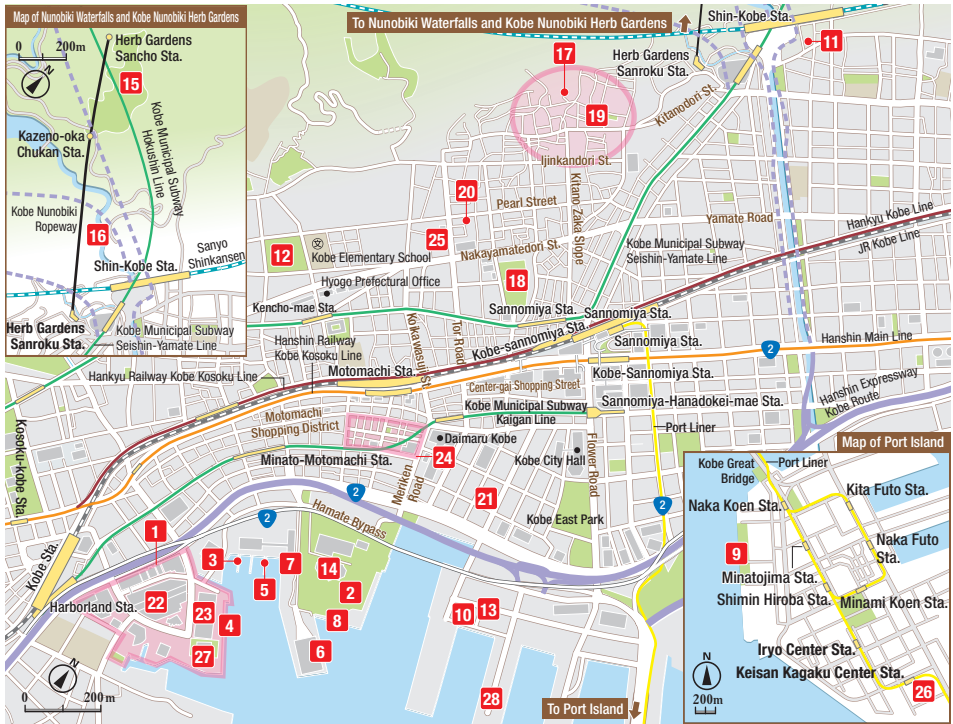 Map of Nunobiki Waterfalls and Kobe Nunobiki Herb Gardens
0 200m
N
Herb Gardens
Sancho Sta.
15
Kobe Municipal Subway
Hokushin Line
Kazeno-oka
Chukan Sta.
Kobe Nunobiki
Ropeway
16
Sanyo
Shinkansen
Shin-Kobe Sta.
Herb Gardens
Sanroku Sta.
Kobe Municipal Subway
Seishin-Yamate Line
To Nunobiki Waterfalls and Kobe Nunobiki Herb Gardens
Shin-Kobe Sta.
11
Herb Gardens
Sanroku Sta.
17
19
Kitanodori St.
Ijinkandori St.
20
Pearl Street
Kitano Zaka Slope
Yamate Road
Hankyu Kobe Line
JR Kobe Line
25
12
文
Kobe Elementary School
Nakayamatedori St.
Kobe Municipal Subway
Seishin-Yamate Line
18
Hyogo Prefectural Office
Kencho-mae Sta.
Sannomiya Sta.
Sannomiya Sta.
Kobe-sannomiya Sta.
Sannomiya Sta.
Hanshin Main Line
2
Hanshin Railway
Kobe Kosoku Line
Koikawasuji St.
Tor Road
Motomachi Sta.
Kobe-Sannomiya Sta.
Hankyu Railway Kobe Kosoku Line
Center-gai Shopping Street
Sannomiya-Hanadokei-mae Sta.
Hanshin Expressway
Kobe Route
Motomachi
Shopping District
Kobe Municipal Subway
Kaigan Line
Port Liner
Daimaru Kobe
24
Kobe City Hall
Flower Road
Kosoku-kobe Sta.
Minato-Motomachi Sta.
Meriken Road
21
2
2
2
Hamate Bypass
Kobe East Park
Kobe Sta.
1
3
5
7
14
2
8
6
Harborland Sta.
22
23
4
27
10
13
28
N
0 200m
To Port Island
Map of Port Island
Kobe Great
Bridge
Port Liner
Kita Futo Sta.
Naka Koen Sta.
Naka Futo
Sta.
9
Minatojima Sta.
Shimin Hiroba Sta.
Minami Koen Sta.
Iryo Center Sta.
Keisan Kagaku Center Sta.
26
N
200m